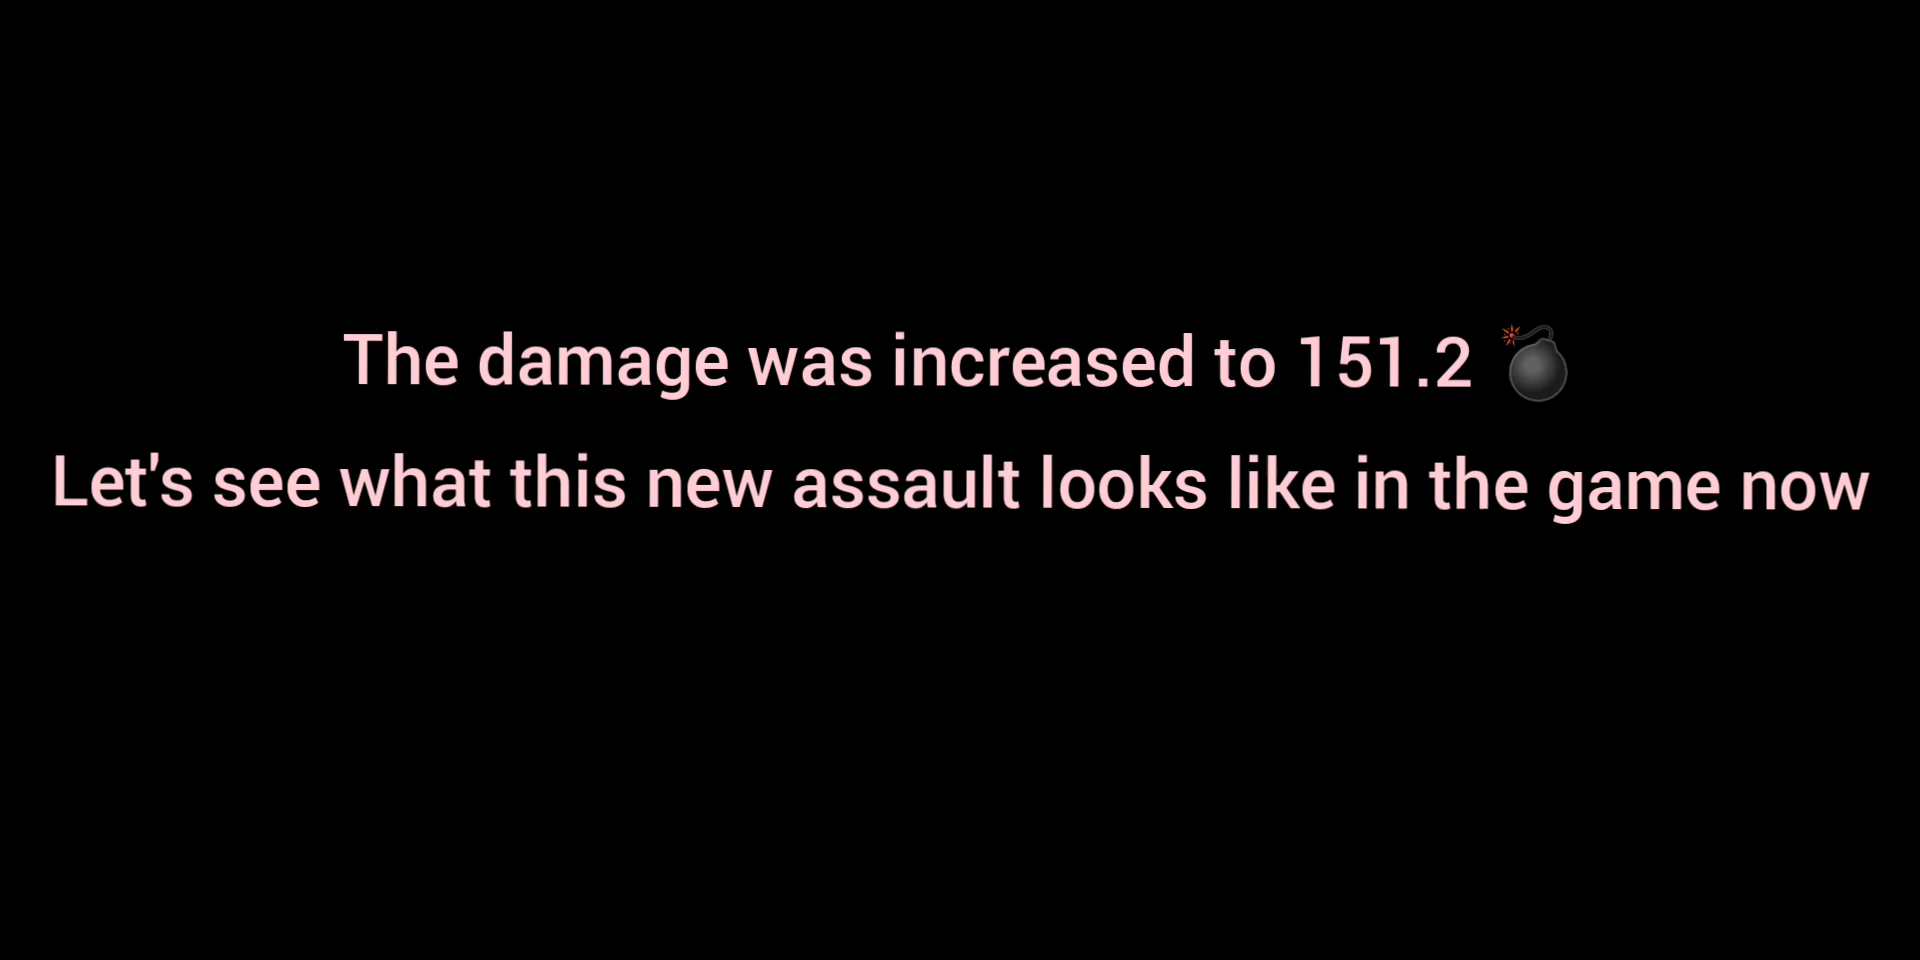 The damage was increased to 151.2 💣
Let's see what this new assault looks like in the game now